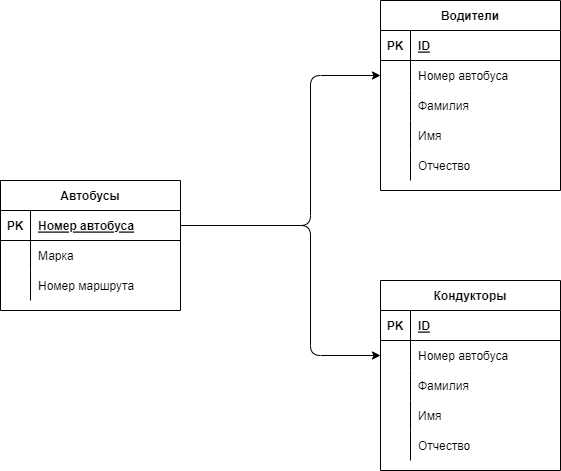 Водители
PK ID
Номер автобуса
Фамилия
Имя
Отчество
Автобусы
PK Номер автобуса
Марка
Номер маршрута
Кондукторы
PK ID
Номер автобуса
Фамилия
Имя
Отчество